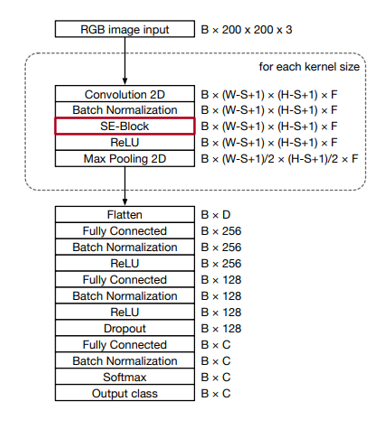 RGB image input B × 200 x 200 x 3
for each kernel size
Convolution 2D B × (W-S+1) × (H-S+1) × F
Batch Normalization B × (W-S+1) × (H-S+1) × F
SE-Block B × (W-S+1) × (H-S+1) × F
ReLU B × (W-S+1) × (H-S+1) × F
Max Pooling 2D B × (W-S+1)/2 × (H-S+1)/2 × F
Flatten B × D
Fully Connected B × 256
Batch Normalization B × 256
ReLU B × 256
Fully Connected B × 128
Batch Normalization B × 128
ReLU B × 128
Dropout B × 128
Fully Connected B × C
Batch Normalization B × C
Softmax B × C
Output class B × C